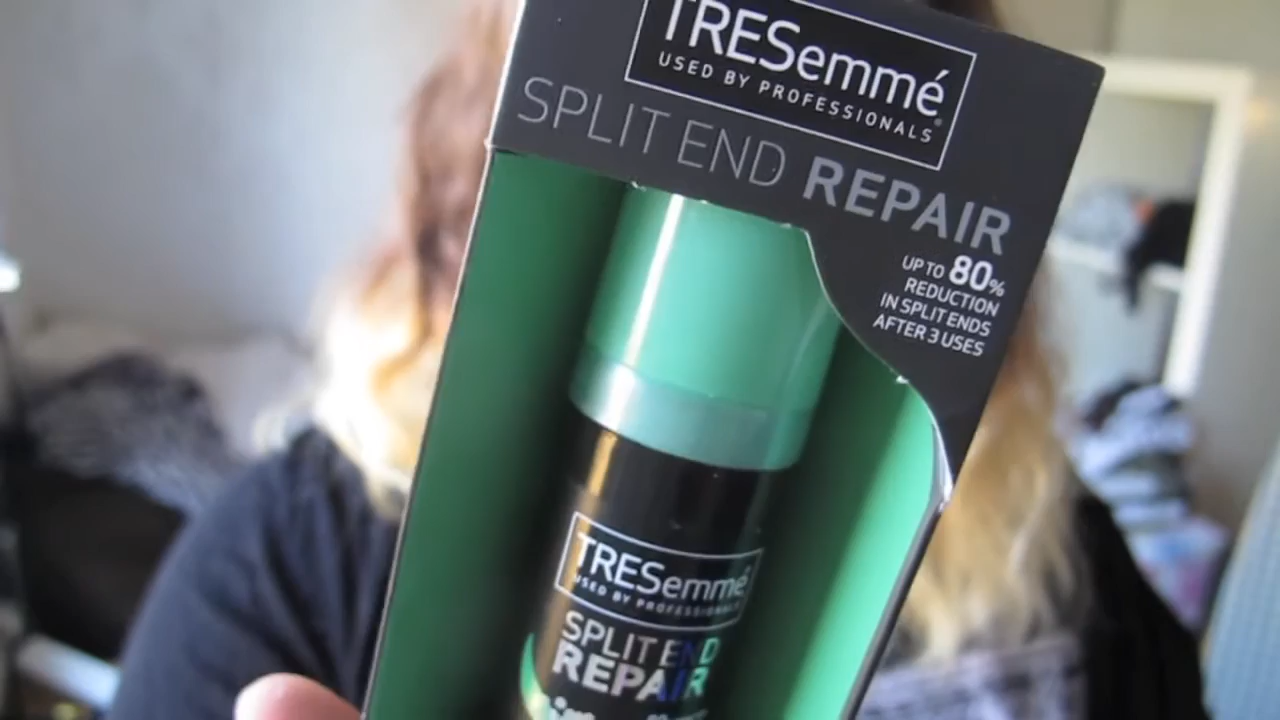 TRESemmé
USED BY PROFESSIONALS
SPLIT END REPAIR
UP TO 80%
REDUCTION
IN SPLIT ENDS
AFTER 3 USES
TRESemmé
USED BY PROFESSIONALS
SPLIT END
REPAIR